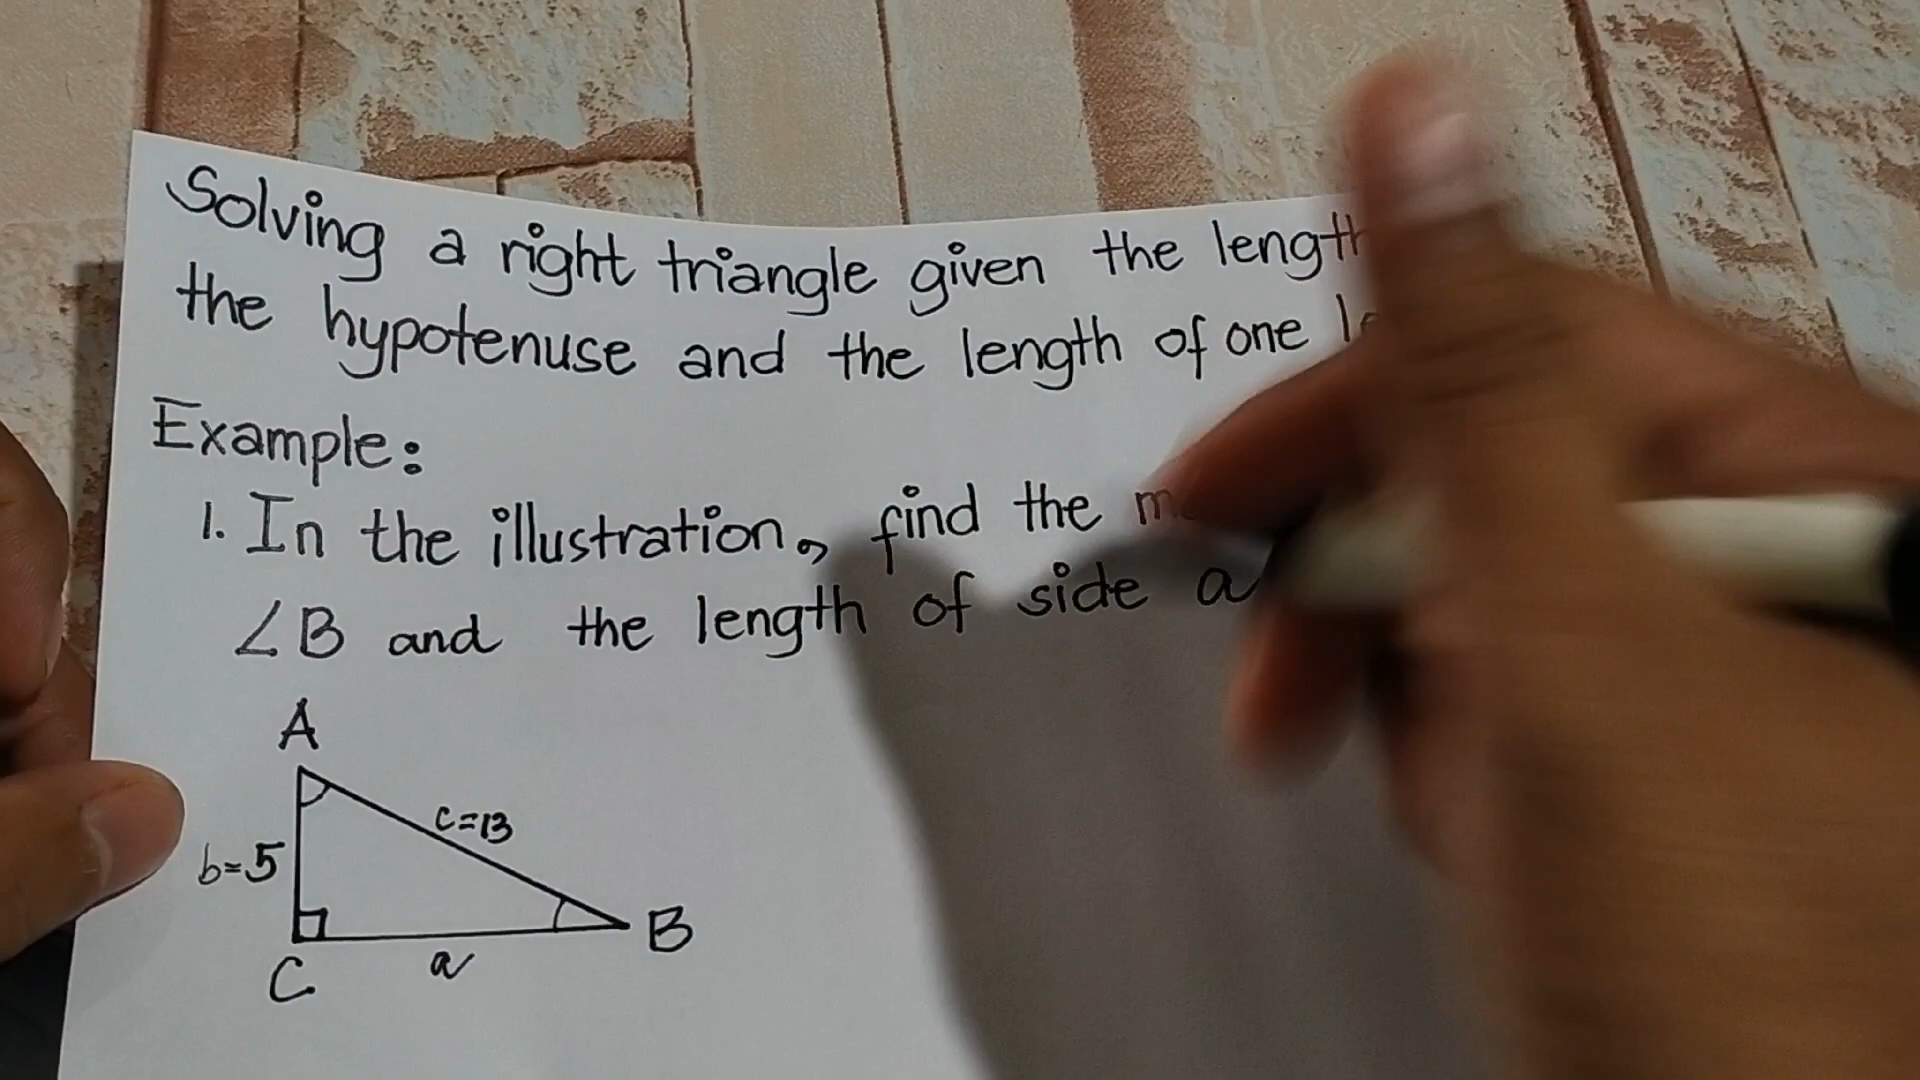 Solving a right triangle given the
the hypotenuse and the length of one
Example:
1. In the illustration, find the
∠B and the length of side a
A
c=13
b=5
B
C
a